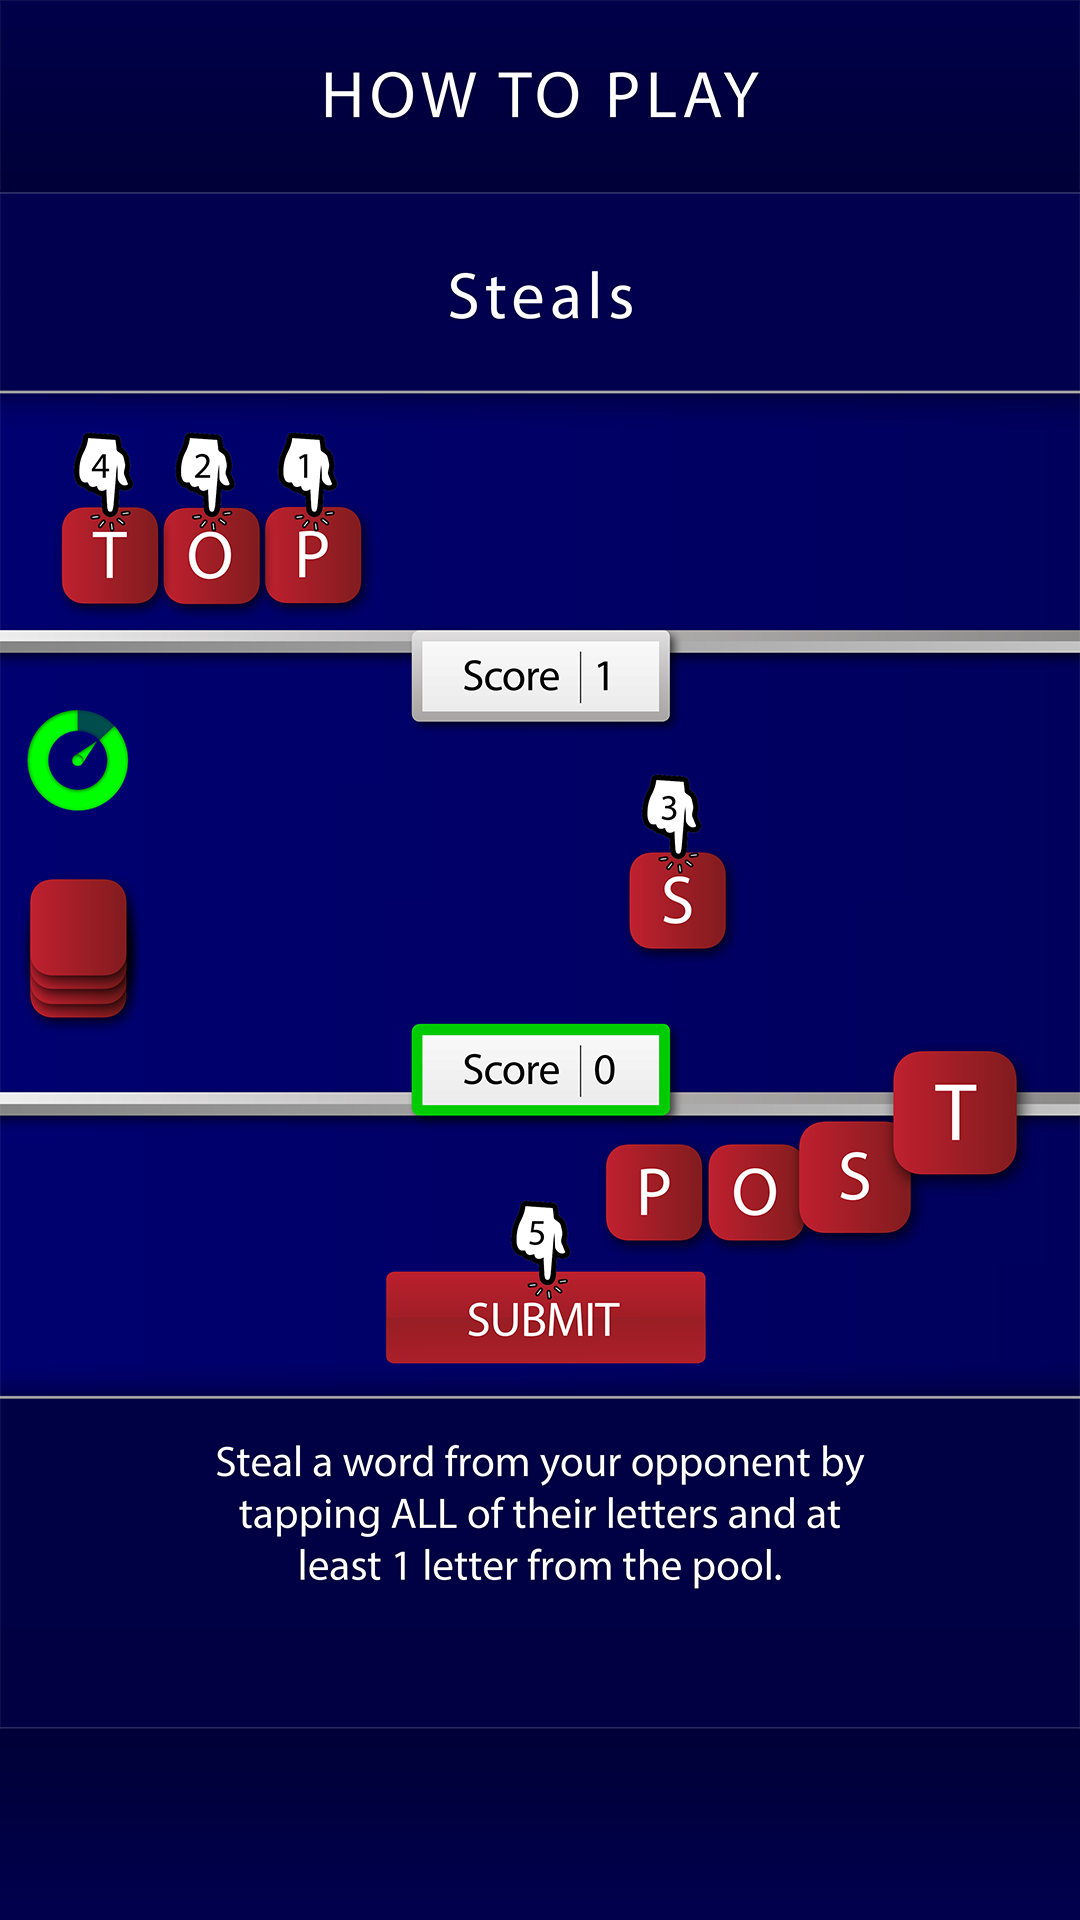 HOW TO PLAY
Steals
4 2 1
T O P
Score 1
3
S
Score 0
P O S T
5
SUBMIT
Steal a word from your opponent by
tapping ALL of their letters and at
least 1 letter from the pool.